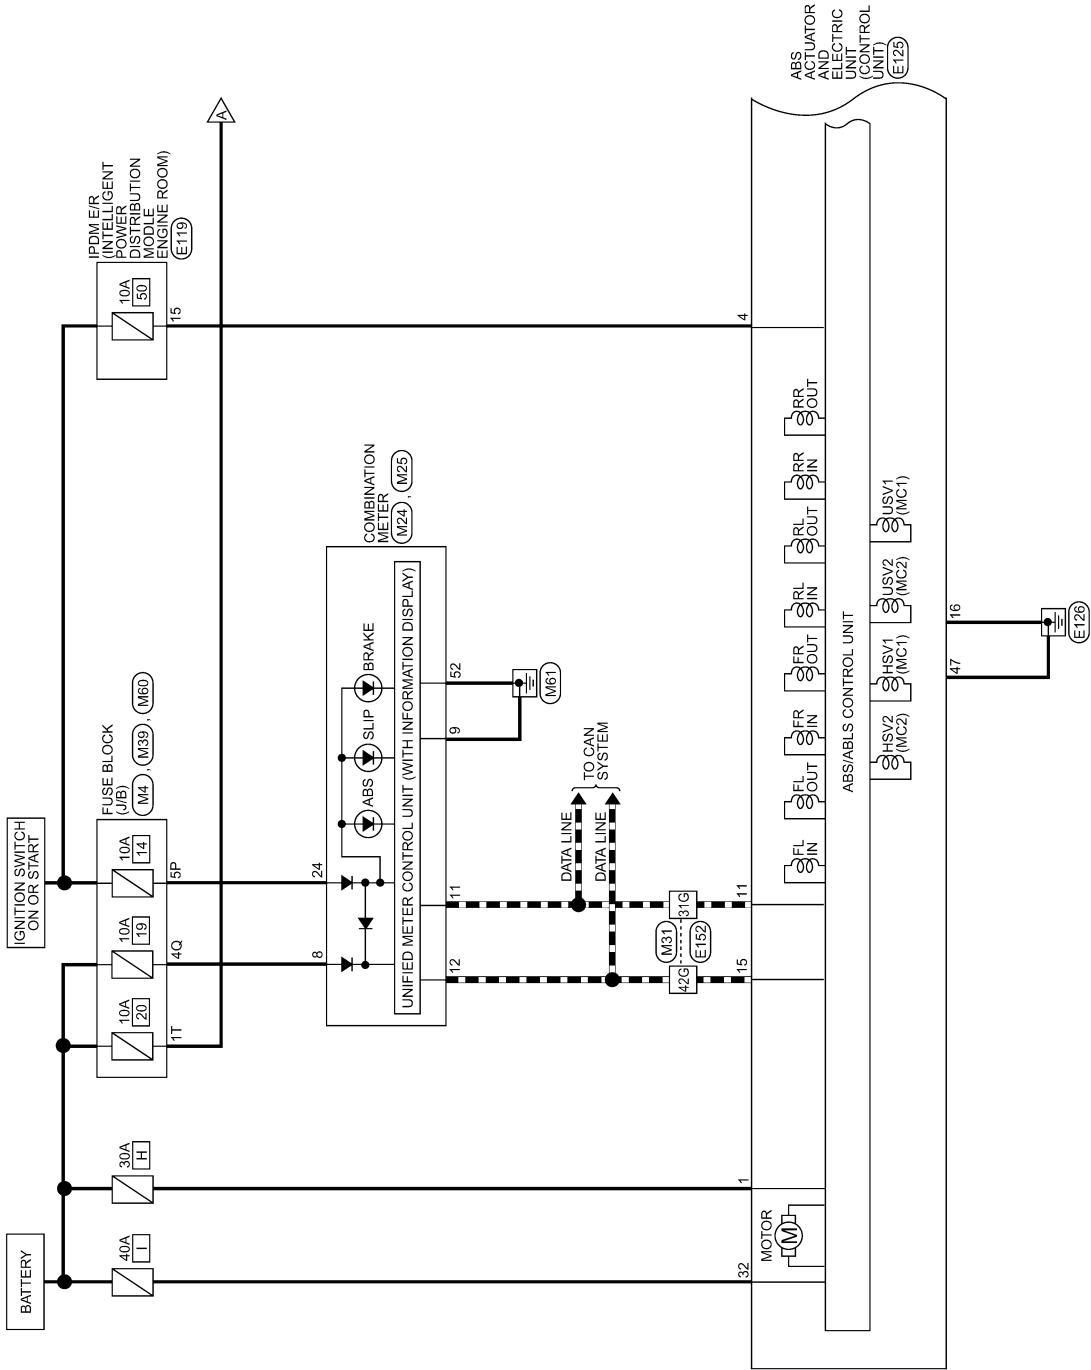 BATTERY
IGNITION SWITCH
ON OR START
40A
I
30A
H
FUSE BLOCK
(J/B)
M4 , M39 , M60
10A
20
10A
19
10A
14
1T
4Q
5P
IPDM E/R
(INTELLIGENT
POWER
DISTRIBUTION
MODLE
ENGINE ROOM)
E119
10A
50
15
A
COMBINATION
METER
M24 , M25
8
24
ABS
SLIP
BRAKE
UNIFIED METER CONTROL UNIT (WITH INFORMATION DISPLAY)
12
11
9
52
M61
DATA LINE
DATA LINE
TO CAN
SYSTEM
42G
31G
M31
E152
32
1
15
11
4
ABS
ACTUATOR
AND
ELECTRIC
UNIT
(CONTROL
UNIT)
E125
MOTOR
M
FL
IN
FL
OUT
FR
IN
FR
OUT
RL
IN
RL
OUT
RR
IN
RR
OUT
ABS/ABLS CONTROL UNIT
HSV2
(MC2)
HSV1
(MC1)
USV2
(MC2)
USV1
(MC1)
47
16
E126